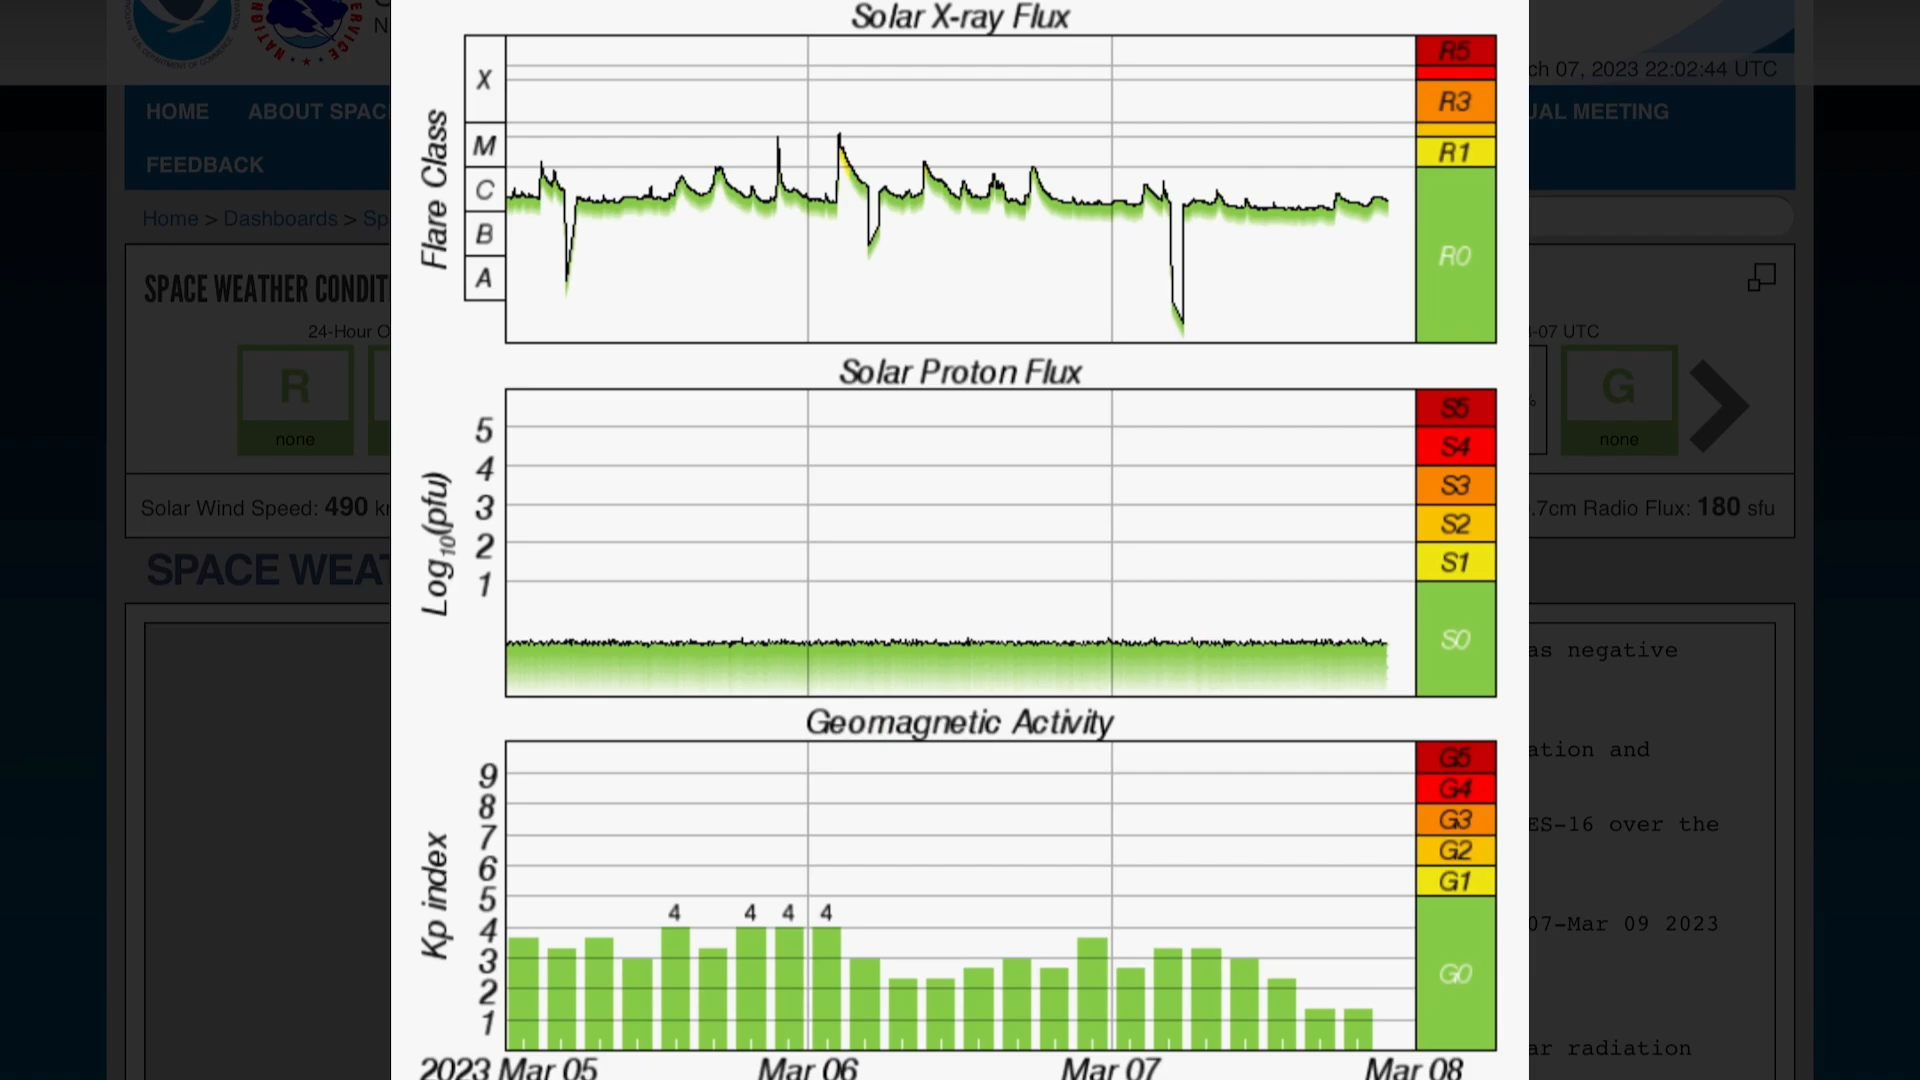 Solar X-ray Flux
ch 07, 2023 22:02:44 UTC
HOME ABOUT SPAC
UAL MEETING
FEEDBACK
Home > Dashboards > Sp
SPACE WEATHER CONDIT
24-Hour O
-07 UTC
R
none
G
none
Solar Wind Speed: 490 k
.7cm Radio Flux: 180 sfu
SPACE WEAT
Flare Class
X
M
C
B
A
R5
R3
R1
R0
Solar Proton Flux
Log10(pfu)
5
4
3
2
1
S5
S4
S3
S2
S1
S0
Geomagnetic Activity
Kp index
9
8
7
6
5
4
3
2
1
4 4 4 4
G5
G4
G3
G2
G1
G0
2023 Mar 05 Mar 06 Mar 07 Mar 08
as negative
ation and
ES-16 over the
07-Mar 09 2023
ar radiation